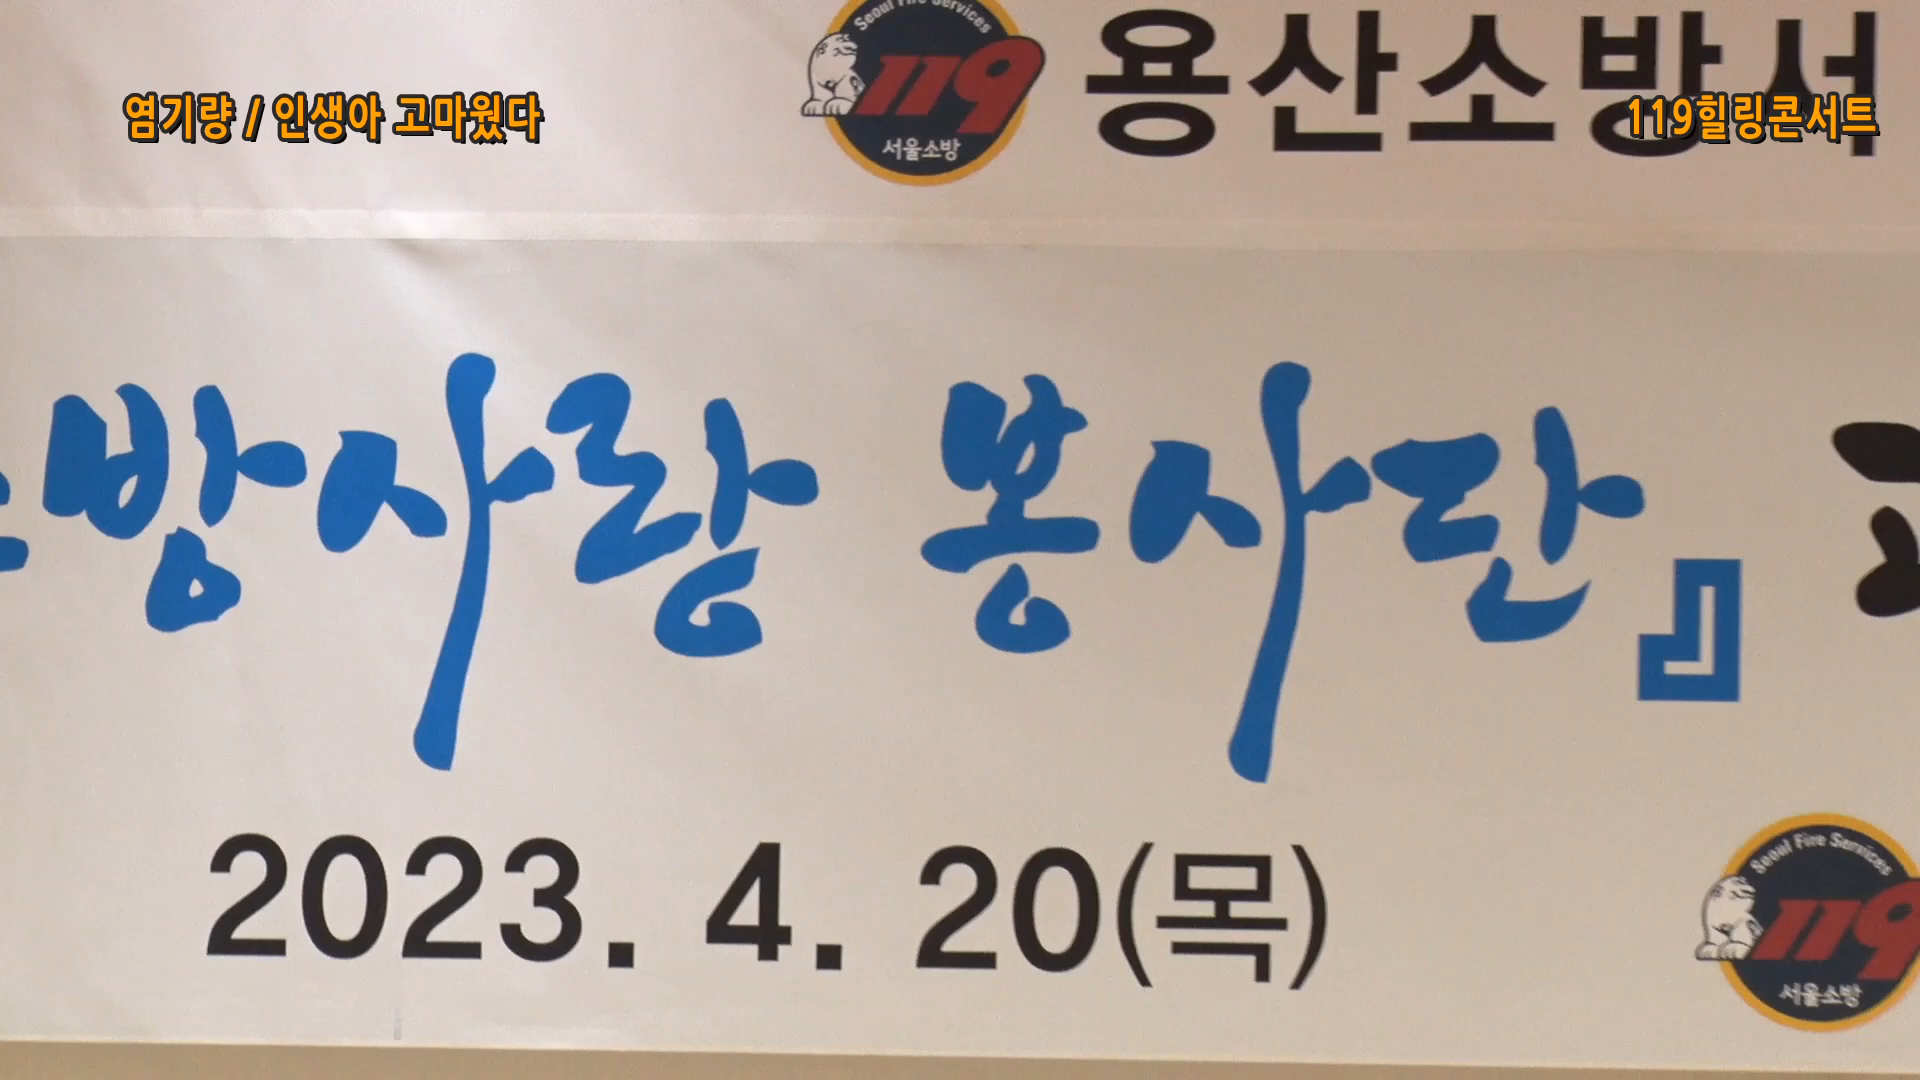 Seoul Fire Services
119
서울소방
용산소방서
염기량 / 인생아 고마웠다
119힐링콘서트
방사랑 봉사단』
2023. 4. 20(목)
Seoul Fire Services
119
서울소방